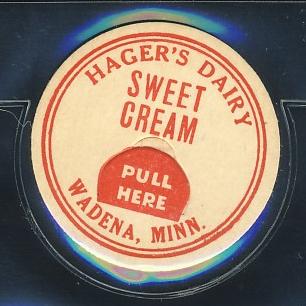 HAGER'S DAIRY
SWEET
CREAM
PULL
HERE
WADENA, MINN.